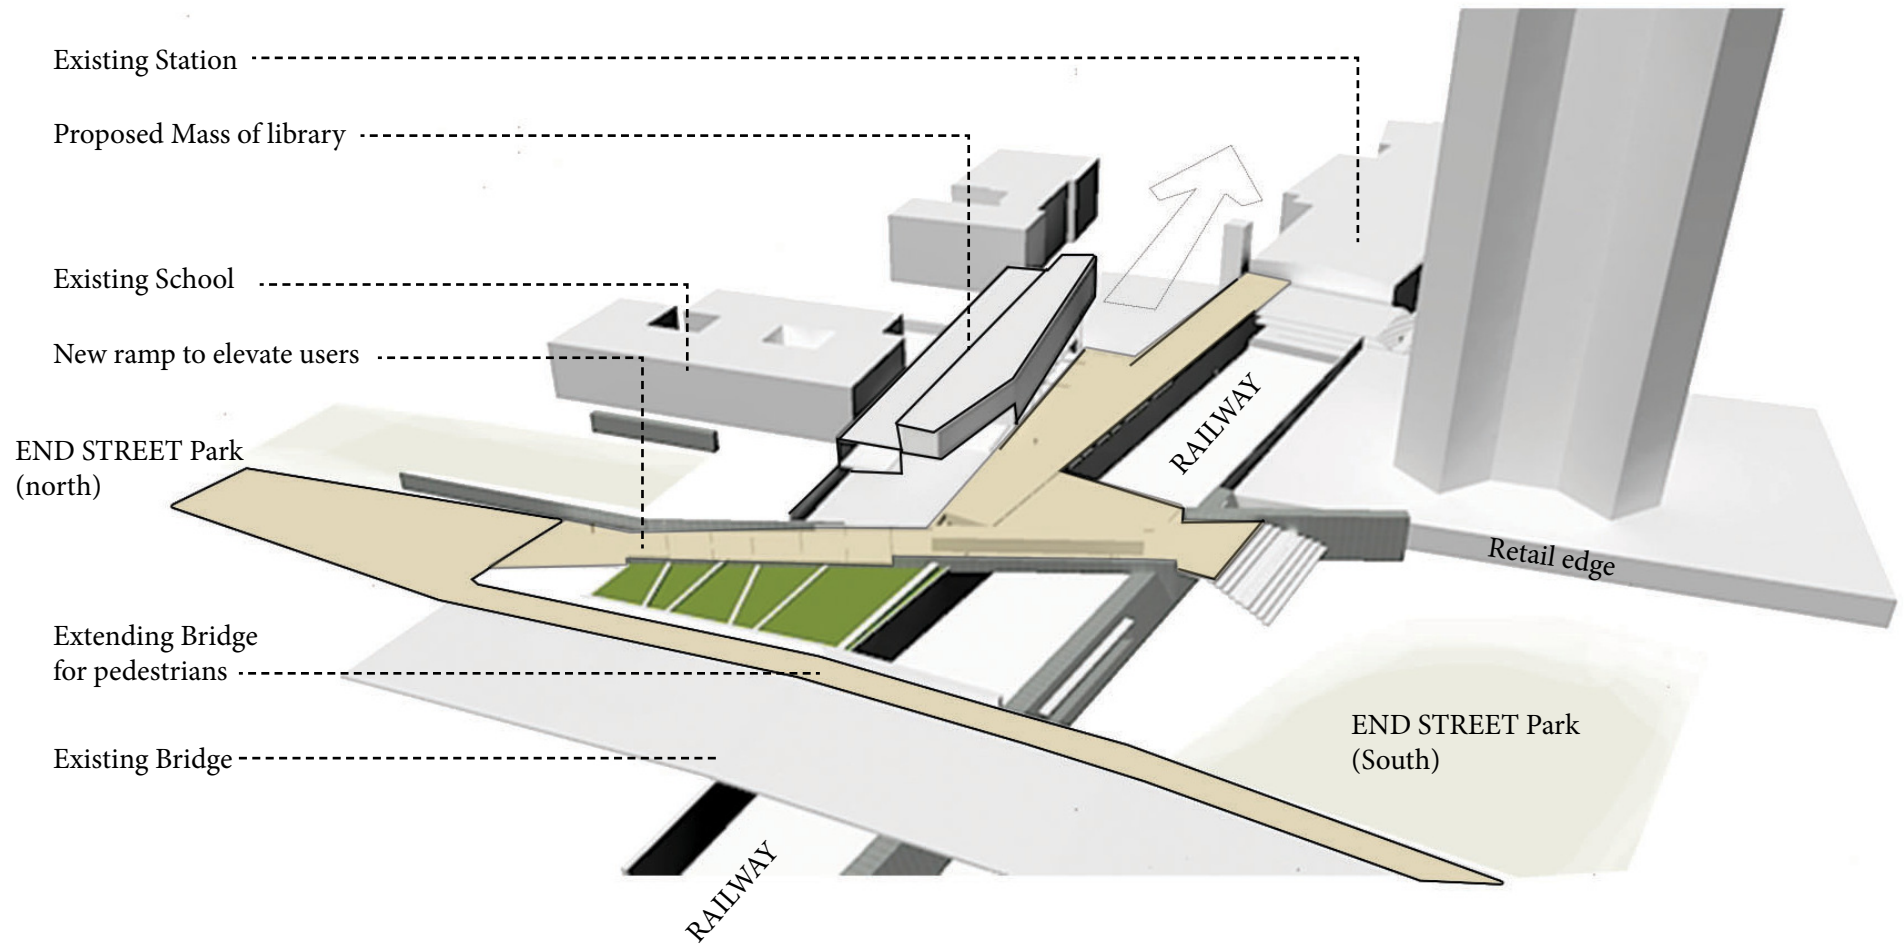 Existing Station
Proposed Mass of library
Existing School
New ramp to elevate users
RAILWAY
END STREET Park
(north)
Retail edge
Extending Bridge
for pedestrians
END STREET Park
(South)
Existing Bridge
RAILWAY